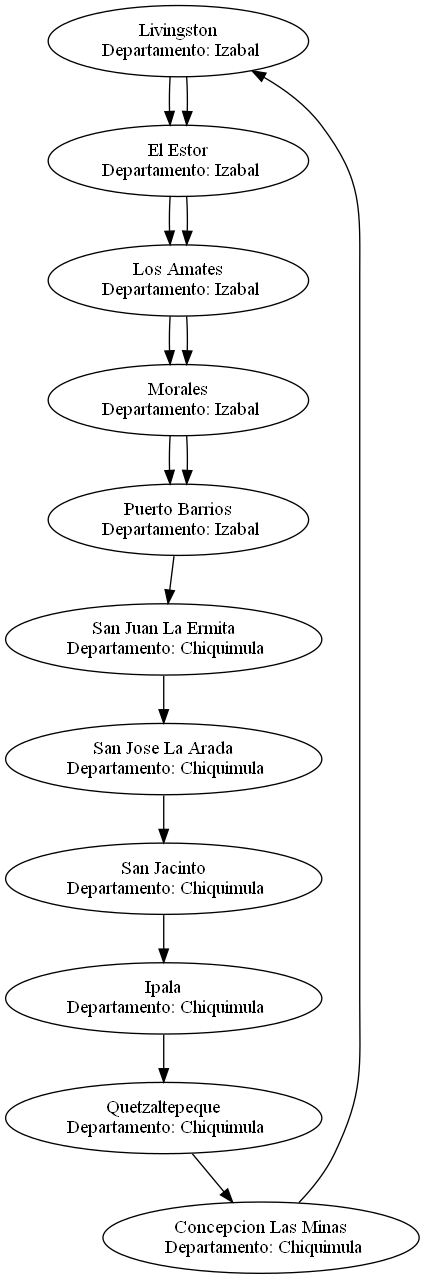 Livingston
Departamento: Izabal
El Estor
Departamento: Izabal
Los Amates
Departamento: Izabal
Morales
Departamento: Izabal
Puerto Barrios
Departamento: Izabal
San Juan La Ermita
Departamento: Chiquimula
San Jose La Arada
Departamento: Chiquimula
San Jacinto
Departamento: Chiquimula
Ipala
Departamento: Chiquimula
Quetzaltepeque
Departamento: Chiquimula
Concepcion Las Minas
Departamento: Chiquimula